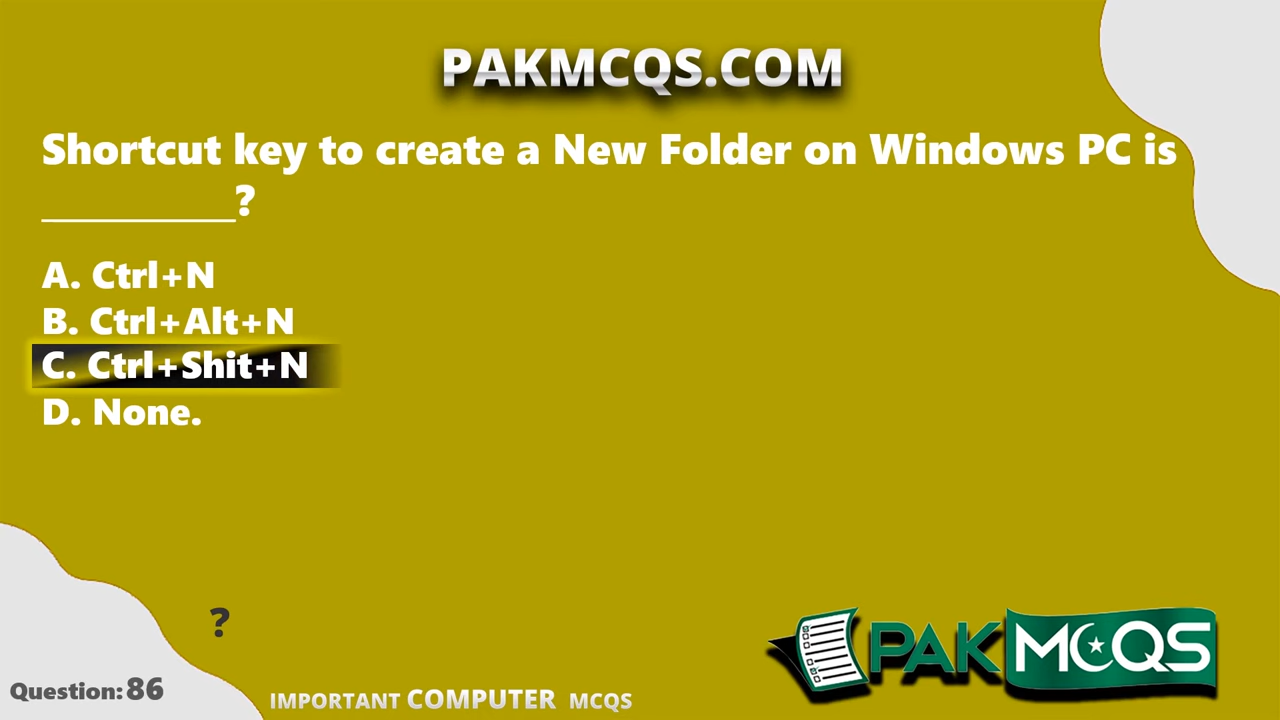 PAKMCQS.COM
Shortcut key to create a New Folder on Windows PC is
__________?
A. Ctrl+N
B. Ctrl+Alt+N
C. Ctrl+Shit+N
D. None.
?
PAKMCQS
Question: 86
IMPORTANT COMPUTER MCQS